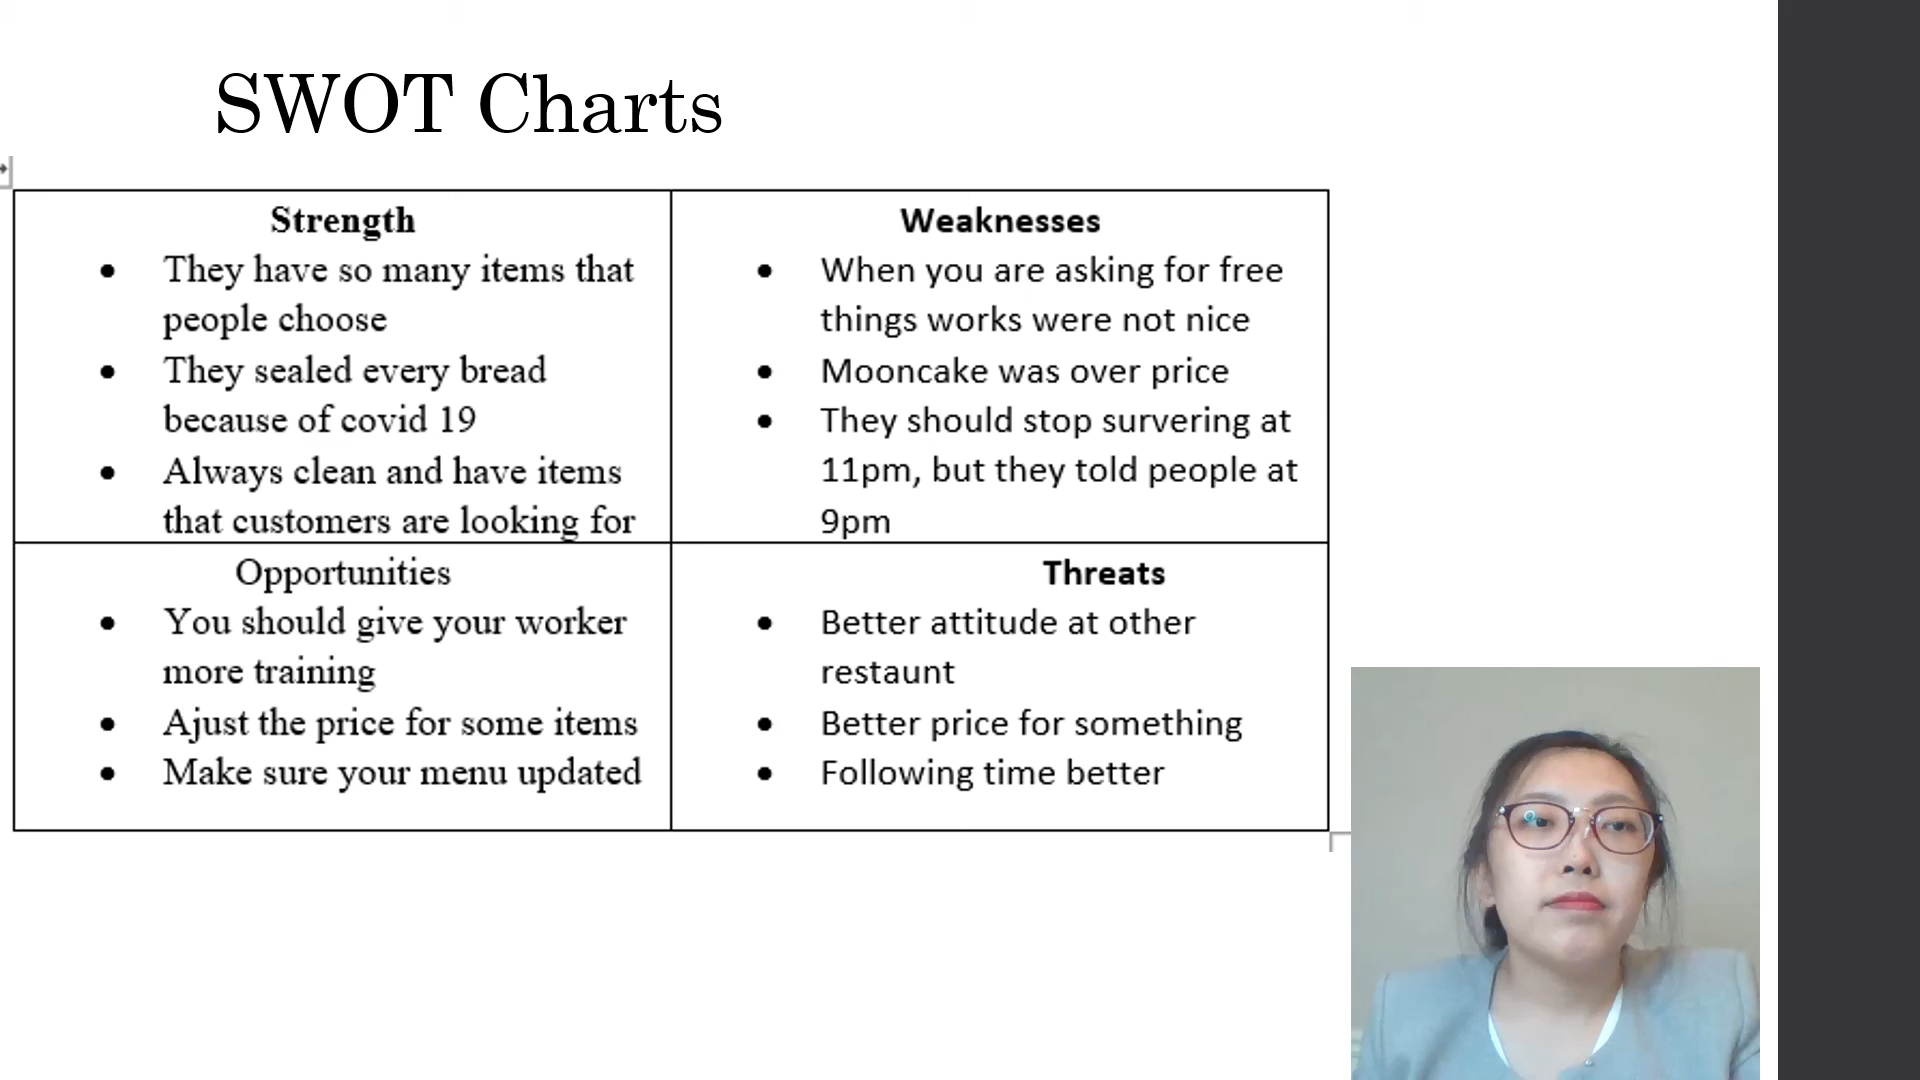 SWOT Charts
Strength
They have so many items that
people choose
They sealed every bread
because of covid 19
Always clean and have items
that customers are looking for
Weaknesses
When you are asking for free
things works were not nice
Mooncake was over price
They should stop survering at
11pm, but they told people at
9pm
Opportunities
You should give your worker
more training
Ajust the price for some items
Make sure your menu updated
Threats
Better attitude at other
restaunt
Better price for something
Following time better